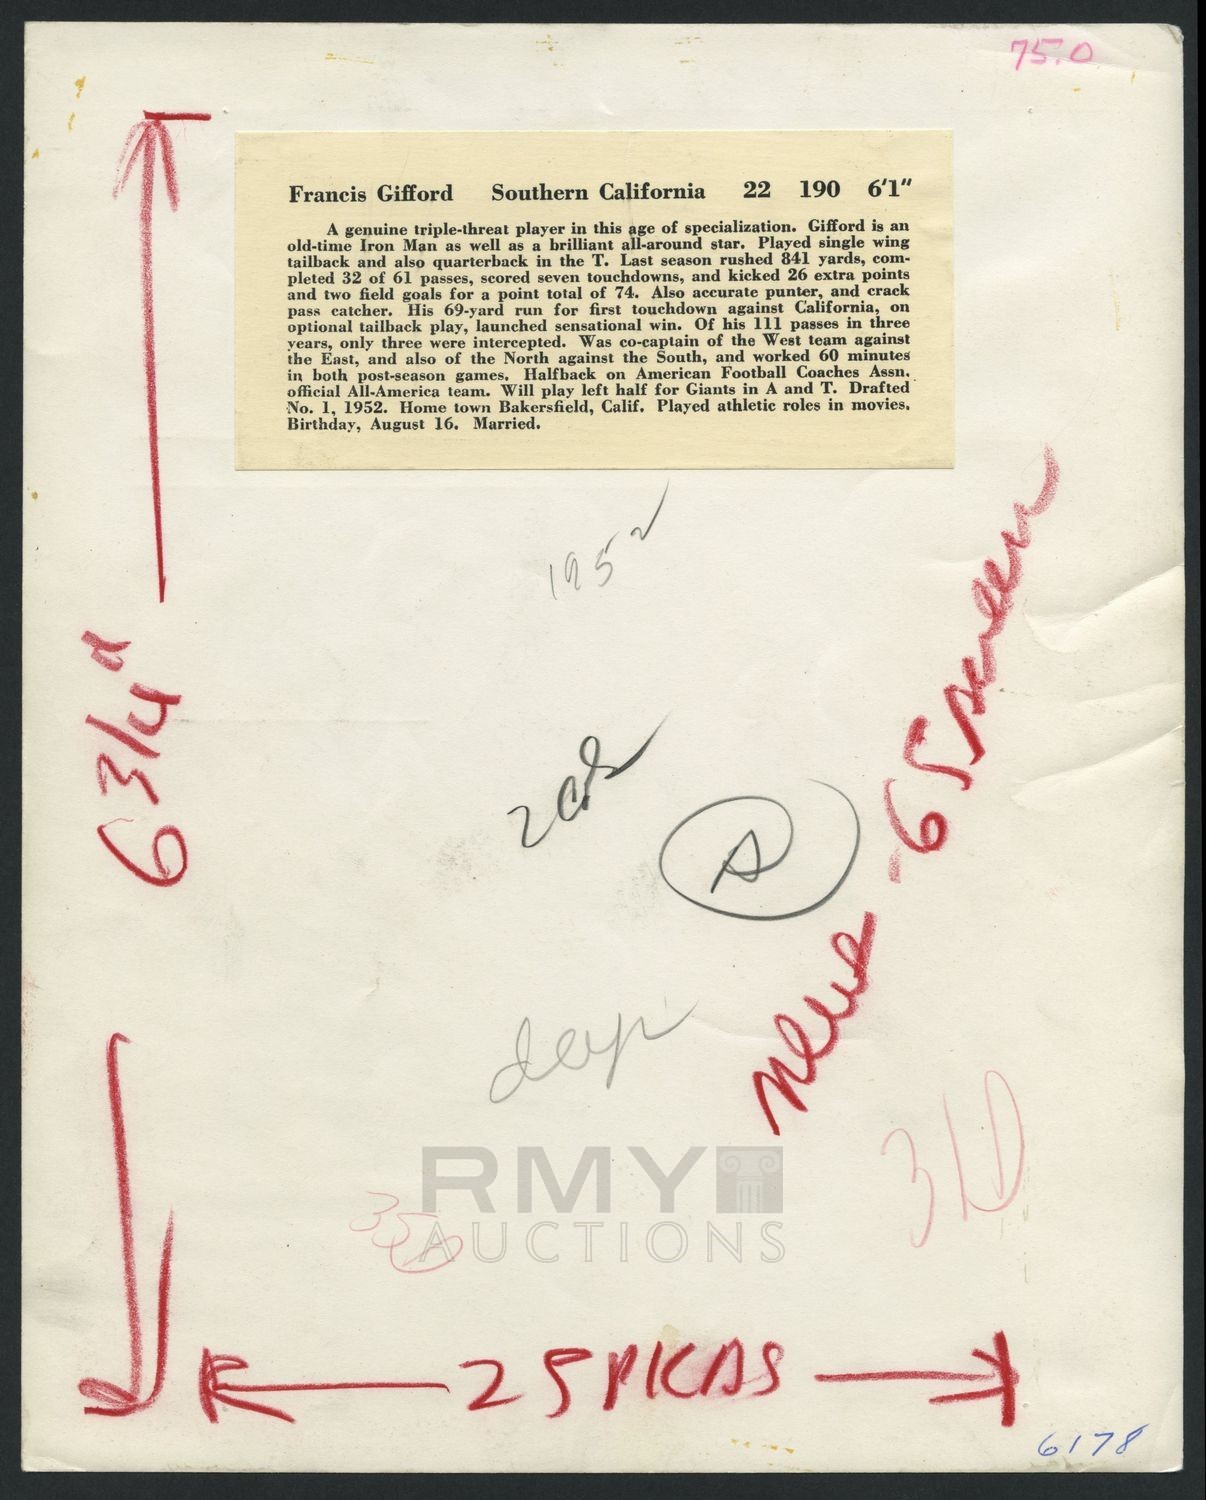 75.0
Francis Gifford Southern California 22 190 6'1"
A genuine triple-threat player in this age of specialization. Gifford is an
old-time Iron Man as well as a brilliant all-around star. Played single wing
tailback and also quarterback in the T. Last season rushed 841 yards, com-
pleted 32 of 61 passes, scored seven touchdowns, and kicked 26 extra points
and two field goals for a point total of 74. Also accurate punter, and crack
pass catcher. His 69-yard run for first touchdown against California, on
optional tailback play, launched sensational win. Of his 111 passes in three
years, only three were intercepted. Was co-captain of the West team against
the East, and also of the North against the South, and worked 60 minutes
in both post-season games. Halfback on American Football Coaches Assn.
official All-America team. Will play left half for Giants in A and T. Drafted
No. 1, 1952. Home town Bakersfield, Calif. Played athletic roles in movies.
Birthday, August 16. Married.
1952
6 3/4"
65 screen
2 cols
310
RMY
AUCTIONS
350
25 PKAS
6178